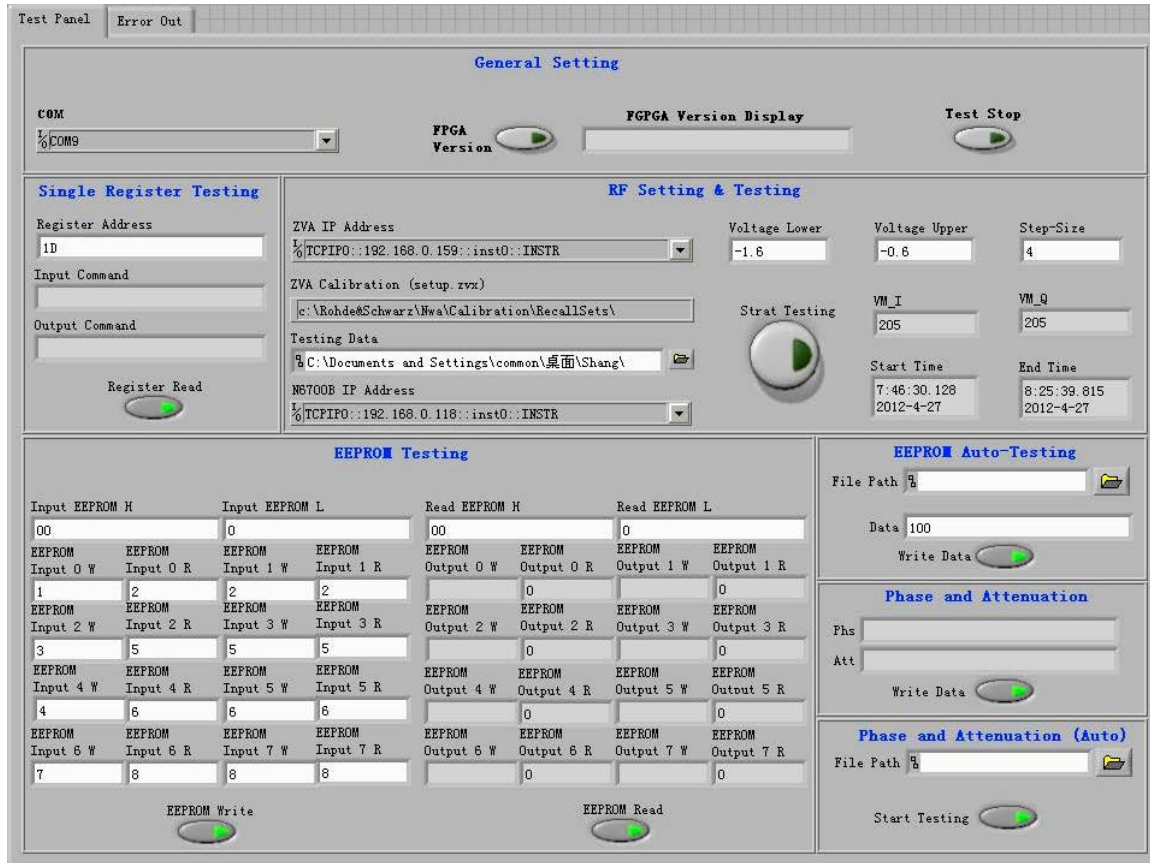 Test Panel Error Out
General Setting
COM
COM9
FPGA
Version
FGPGA Version Display
Test Stop
Single Register Testing
Register Address
1D
Input Command
Output Command
Register Read
RF Setting & Testing
ZVA IP Address
TCPIP0::192.168.0.159::inst0::INSTR
ZVA Calibration (setup.zvx)
c:\Rohde&Schwarz\Nwa\Calibration\RecallSets\
Testing Data
C:\Documents and Settings\common\桌面\Shang\
N6700B IP Address
TCPIP0::192.168.0.118::inst0::INSTR
Voltage Lower Voltage Upper Step-Size
-1.6 -0.6 4
Strat Testing
VM_I VM_Q
205 205
Start Time End Time
7:46:30.128 8:25:39.815
2012-4-27 2012-4-27
EEPROM Testing
Input EEPROM H Input EEPROM L Read EEPROM H Read EEPROM L
00 0 00 0
EEPROM EEPROM EEPROM EEPROM EEPROM EEPROM EEPROM EEPROM
Input 0 W Input 0 R Input 1 W Input 1 R Output 0 W Output 0 R Output 1 W Output 1 R
1 2 2 2 0 0
EEPROM EEPROM EEPROM EEPROM EEPROM EEPROM EEPROM EEPROM
Input 2 W Input 2 R Input 3 W Input 3 R Output 2 W Output 2 R Output 3 W Output 3 R
3 5 5 5 0 0
EEPROM EEPROM EEPROM EEPROM EEPROM EEPROM EEPROM EEPROM
Input 4 W Input 4 R Input 5 W Input 5 R Output 4 W Output 4 R Output 5 W Output 5 R
4 6 6 6 0 0
EEPROM EEPROM EEPROM EEPROM EEPROM EEPROM EEPROM EEPROM
Input 6 W Input 6 R Input 7 W Input 7 R Output 6 W Output 6 R Output 7 W Output 7 R
7 8 8 8 0 0
EEPROM Write EEPROM Read
EEPROM Auto-Testing
File Path
Data 100
Write Data
Phase and Attenuation
Phs
Att
Write Data
Phase and Attenuation (Auto)
File Path
Start Testing